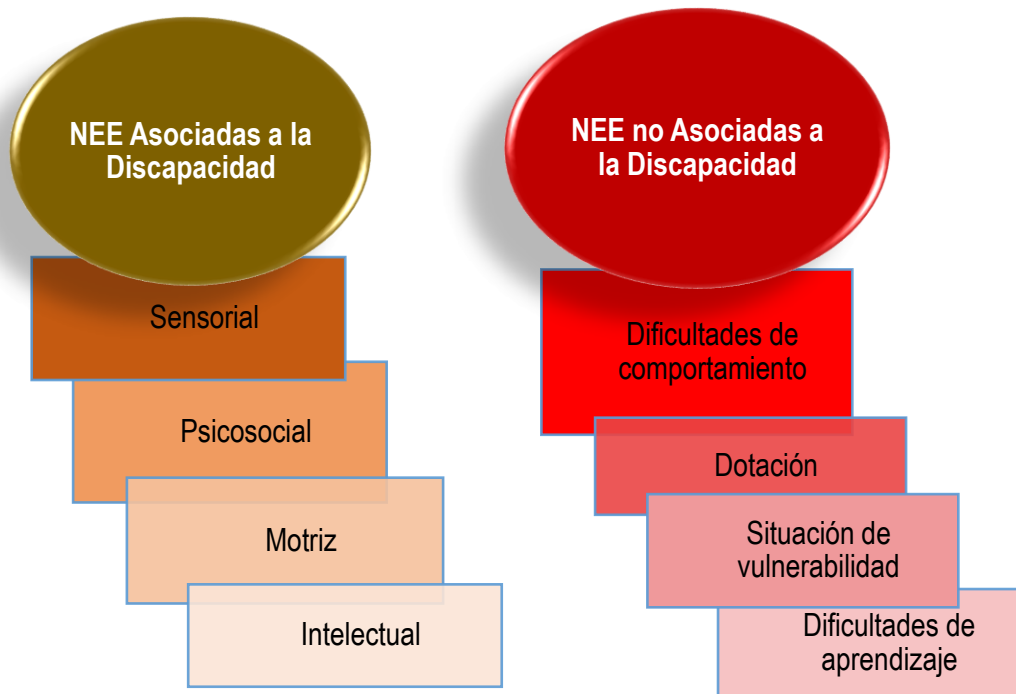 NEE Asociadas a la
Discapacidad
Sensorial
Psicosocial
Motriz
Intelectual
NEE no Asociadas a
la Discapacidad
Dificultades de
comportamiento
Dotación
Situación de
vulnerabilidad
Dificultades de
aprendizaje